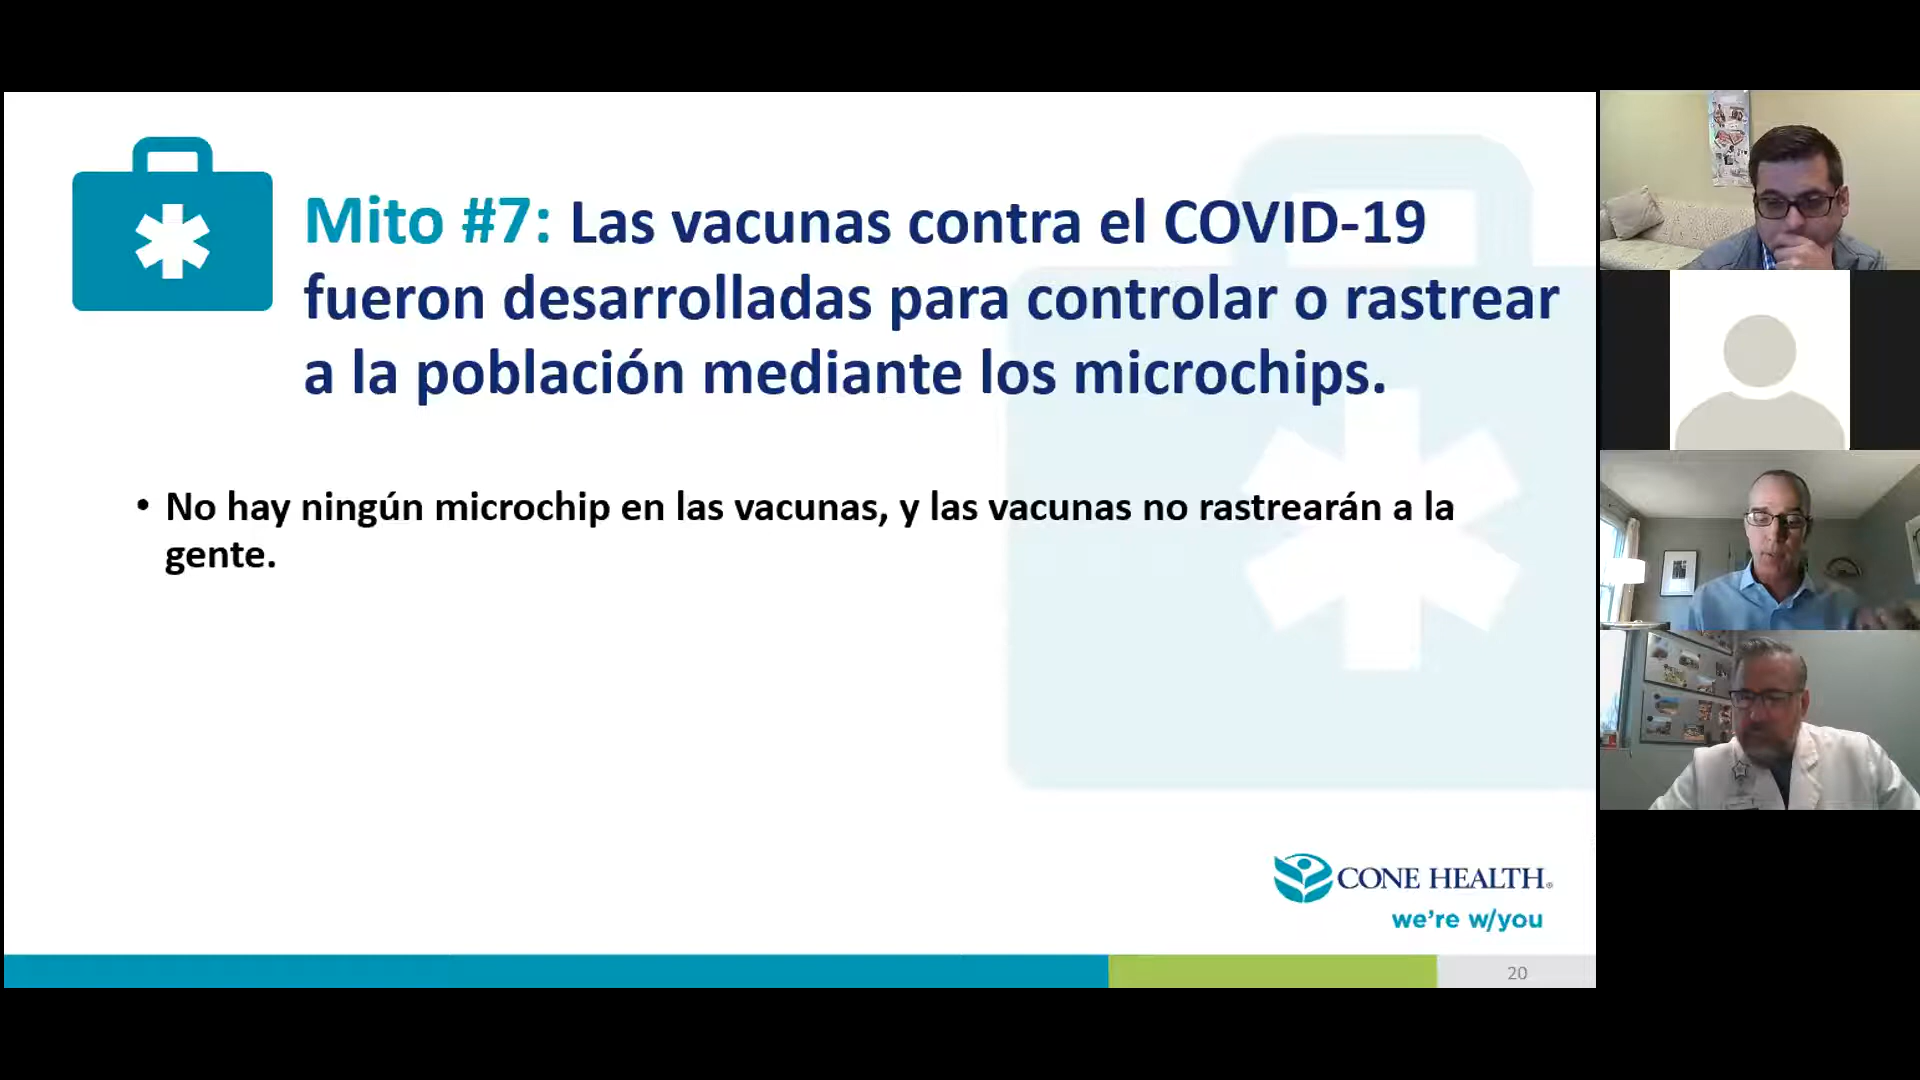 Mito #7: Las vacunas contra el COVID-19
fueron desarrolladas para controlar o rastrear
a la población mediante los microchips.
• No hay ningún microchip en las vacunas, y las vacunas no rastrearán a la
gente.
CONE HEALTH®
we're w/you
20